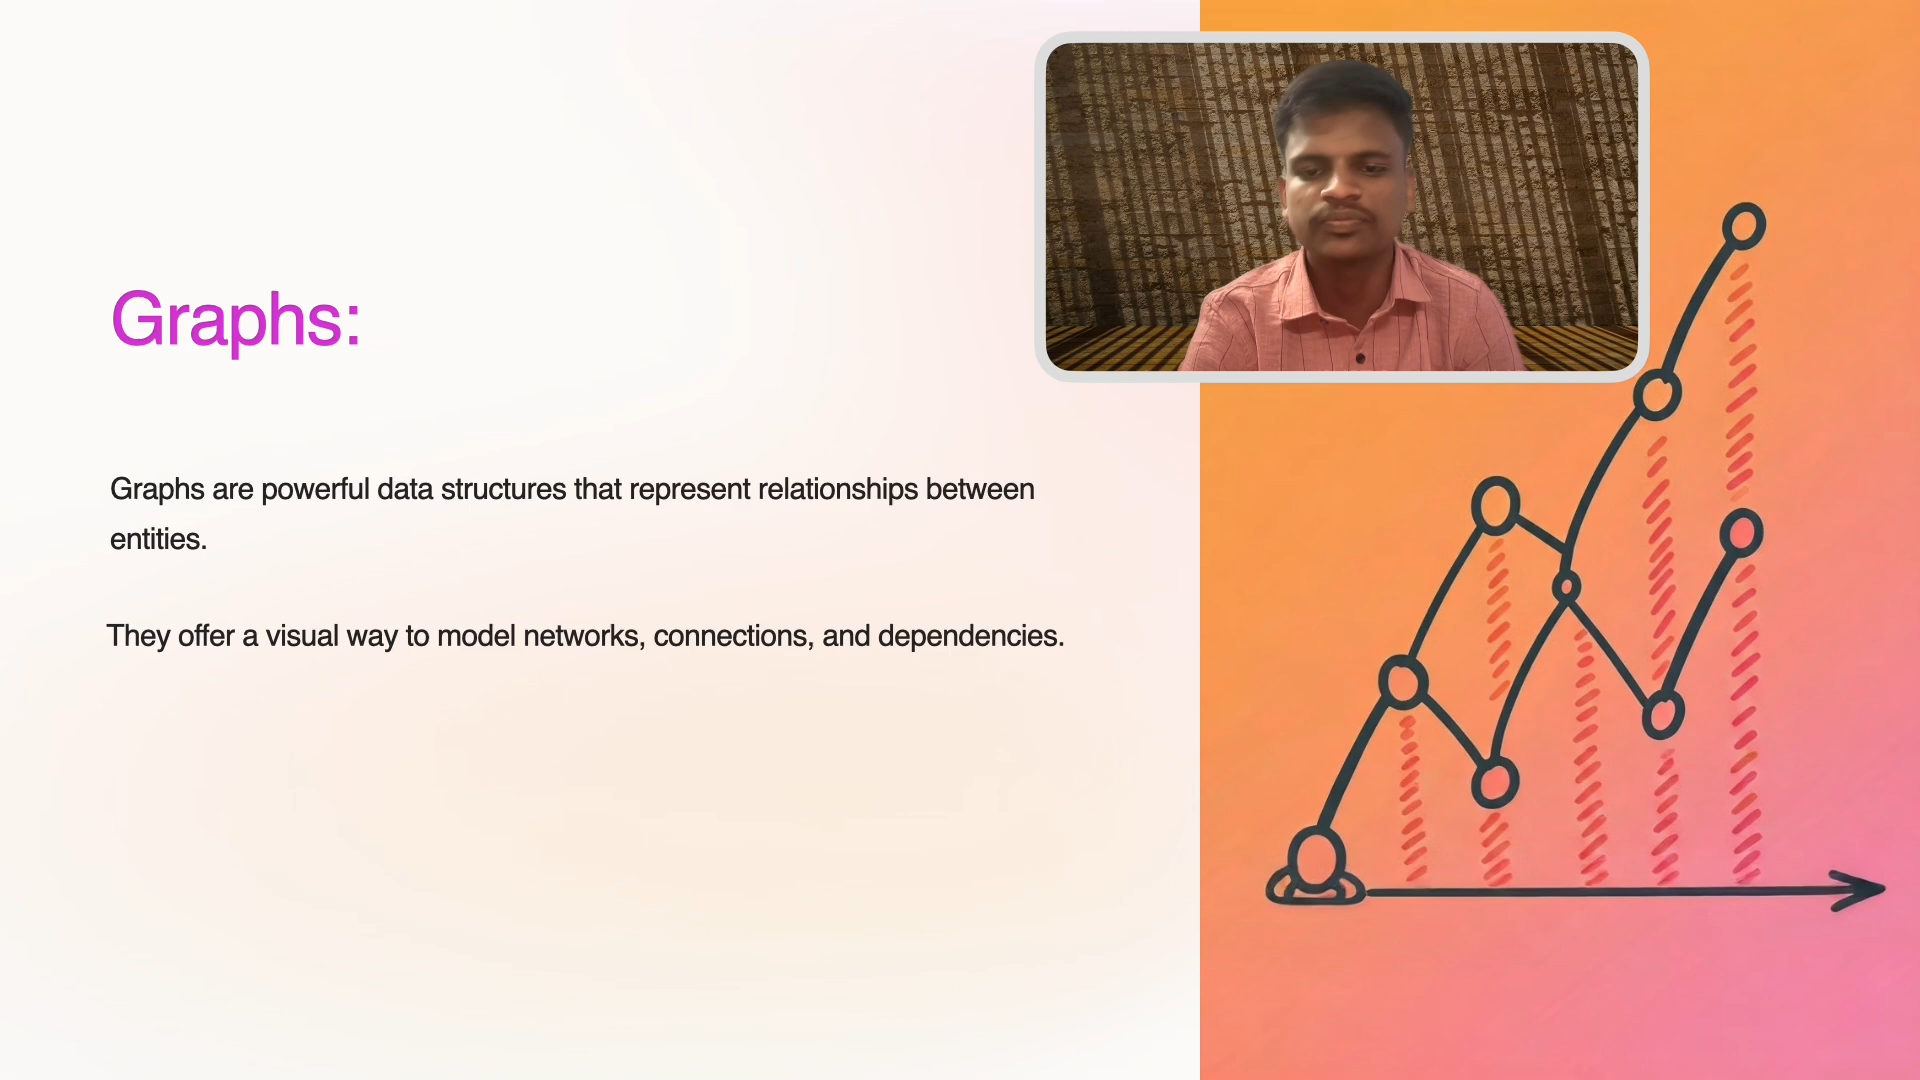 Graphs:
Graphs are powerful data structures that represent relationships between
entities.
They offer a visual way to model networks, connections, and dependencies.